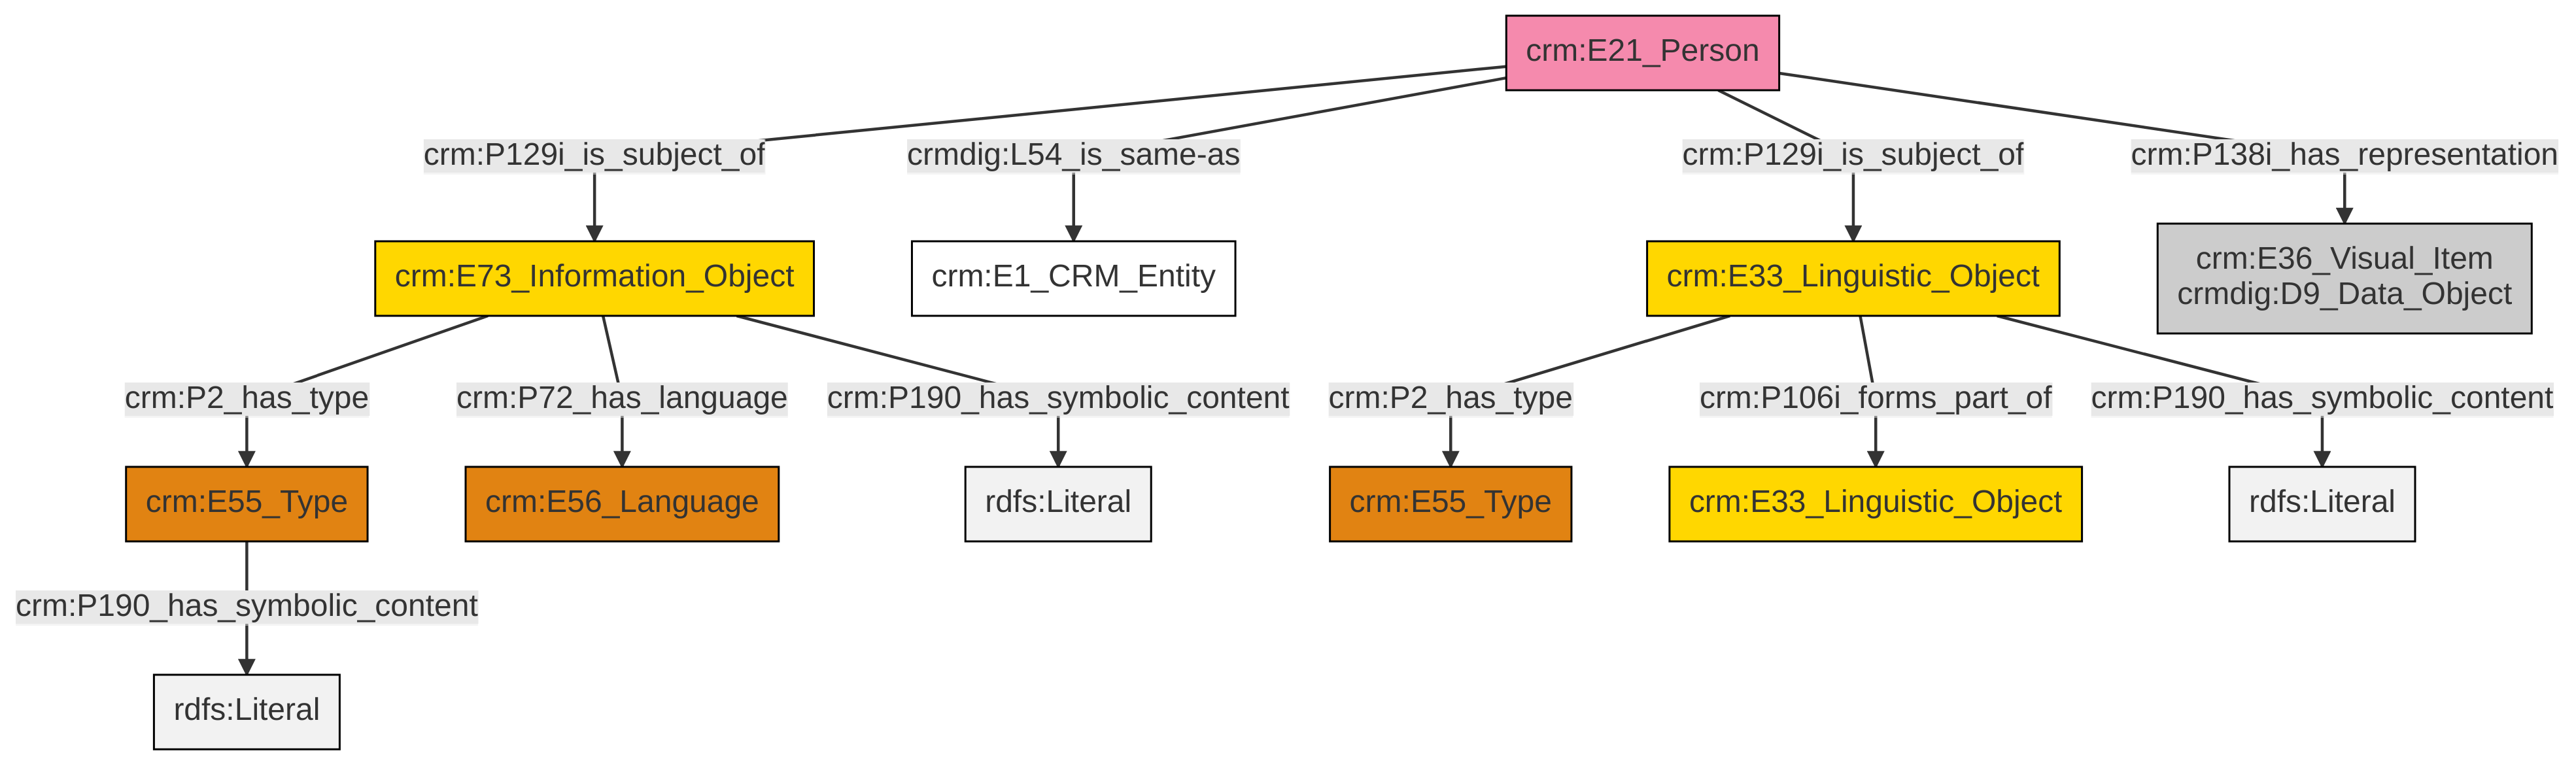 crm:E21_Person
crm:P129i_is_subject_of
crmdig:L54_is_same-as
crm:P129i_is_subject_of
crm:P138i_has_representation
crm:E73_Information_Object
crm:E1_CRM_Entity
crm:E33_Linguistic_Object
crm:E36_Visual_Item
crmdig:D9_Data_Object
crm:P2_has_type
crm:P72_has_language
crm:P190_has_symbolic_content
crm:P2_has_type
crm:P106i_forms_part_of
crm:P190_has_symbolic_content
crm:E55_Type
crm:E56_Language
rdfs:Literal
crm:E55_Type
crm:E33_Linguistic_Object
rdfs:Literal
crm:P190_has_symbolic_content
rdfs:Literal